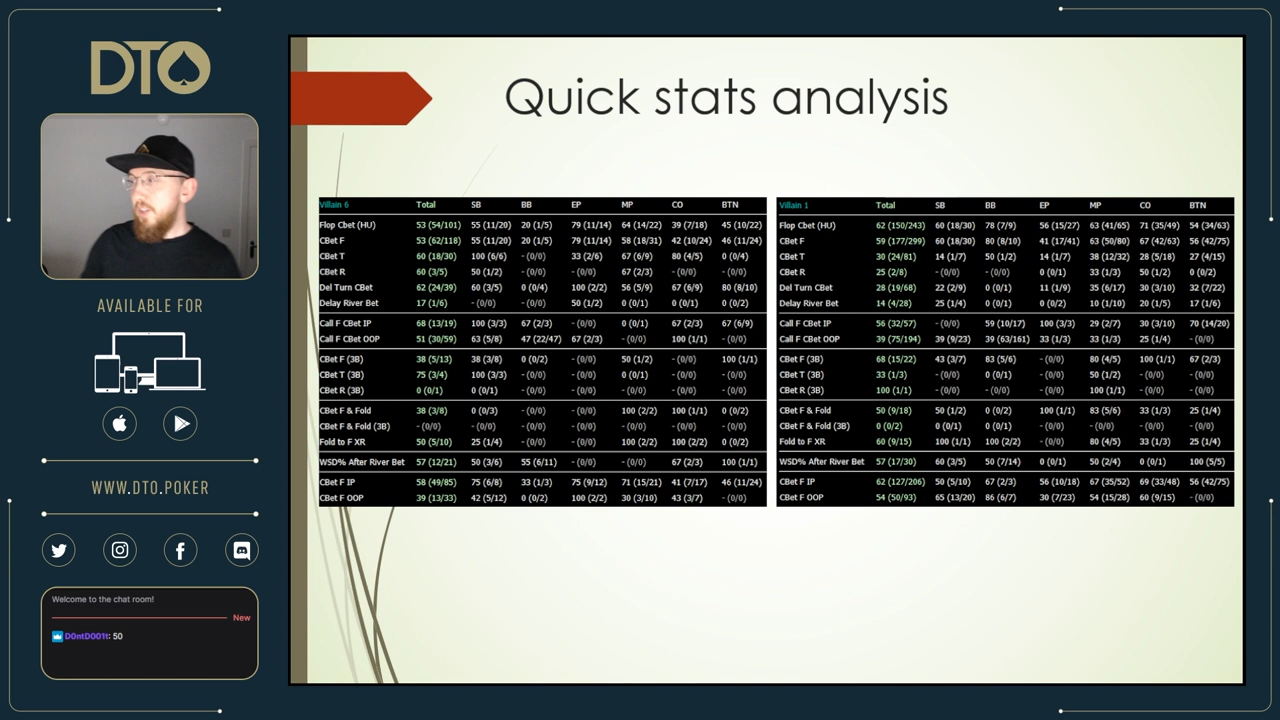 DTO
AVAILABLE FOR
WWW.DTO.POKER
Welcome to the chat room!
New
D0ntD001t: 50
Quick stats analysis
Villain 6 Total SB BB EP MP CO BTN
Flop Cbet (HU) 53 (54/101) 55 (11/20) 20 (1/5) 79 (11/14) 64 (14/22) 39 (7/18) 45 (10/22)
CBet F 53 (62/118) 55 (11/20) 20 (1/5) 79 (11/14) 58 (18/31) 42 (10/24) 46 (11/24)
CBet T 60 (18/30) 100 (6/6) - (0/0) 33 (2/6) 67 (6/9) 80 (4/5) 0 (0/4)
CBet R 60 (3/5) 50 (1/2) - (0/0) - (0/0) 67 (2/3) - (0/0) - (0/0)
Del Turn CBet 62 (24/39) 60 (3/5) 0 (0/4) 100 (2/2) 56 (5/9) 67 (6/9) 80 (8/10)
Delay River Bet 17 (1/6) - (0/0) - (0/0) 50 (1/2) 0 (0/1) 0 (0/1) 0 (0/2)
Call F CBet IP 68 (13/19) 100 (3/3) 67 (2/3) - (0/0) 0 (0/1) 67 (2/3) 67 (6/9)
Call F CBet OOP 51 (30/59) 63 (5/8) 47 (22/47) 67 (2/3) - (0/0) 100 (1/1) - (0/0)
CBet F (3B) 38 (5/13) 38 (3/8) 0 (0/2) - (0/0) 50 (1/2) - (0/0) 100 (1/1)
CBet T (3B) 75 (3/4) 100 (3/3) - (0/0) - (0/0) 0 (0/1) - (0/0) - (0/0)
CBet R (3B) 0 (0/1) 0 (0/1) - (0/0) - (0/0) - (0/0) - (0/0) - (0/0)
CBet F & Fold 38 (3/8) 0 (0/3) - (0/0) - (0/0) 100 (2/2) 100 (1/1) 0 (0/2)
CBet F & Fold (3B) - (0/0) - (0/0) - (0/0) - (0/0) - (0/0) - (0/0) - (0/0)
Fold to F XR 50 (5/10) 25 (1/4) - (0/0) - (0/0) 100 (2/2) 100 (2/2) 0 (0/2)
WSD% After River Bet 57 (12/21) 50 (3/6) 55 (6/11) - (0/0) - (0/0) 67 (2/3) 100 (1/1)
CBet F IP 58 (49/85) 75 (6/8) 33 (1/3) 75 (9/12) 71 (15/21) 41 (7/17) 46 (11/24)
CBet F OOP 39 (13/33) 42 (5/12) 0 (0/2) 100 (2/2) 30 (3/10) 43 (3/7) - (0/0)
Villain 1 Total SB BB EP MP CO BTN
Flop Cbet (HU) 62 (150/243) 60 (18/30) 78 (7/9) 56 (15/27) 63 (41/65) 71 (35/49) 54 (34/63)
CBet F 59 (177/299) 60 (18/30) 80 (8/10) 41 (17/41) 63 (50/80) 67 (42/63) 56 (42/75)
CBet T 30 (24/81) 14 (1/7) 50 (1/2) 14 (1/7) 38 (12/32) 28 (5/18) 27 (4/15)
CBet R 25 (2/8) - (0/0) - (0/0) 0 (0/1) 33 (1/3) 50 (1/2) 0 (0/2)
Del Turn CBet 28 (19/68) 22 (2/9) 0 (0/1) 11 (1/9) 35 (6/17) 30 (3/10) 32 (7/22)
Delay River Bet 14 (4/28) 25 (1/4) 0 (0/1) 0 (0/2) 10 (1/10) 20 (1/5) 17 (1/6)
Call F CBet IP 56 (32/57) - (0/0) 59 (10/17) 100 (3/3) 29 (2/7) 30 (3/10) 70 (14/20)
Call F CBet OOP 39 (75/194) 39 (9/23) 39 (63/161) 33 (1/3) 33 (1/3) 25 (1/4) - (0/0)
CBet F (3B) 68 (15/22) 43 (3/7) 83 (5/6) - (0/0) 80 (4/5) 100 (1/1) 67 (2/3)
CBet T (3B) 33 (1/3) - (0/0) 0 (0/1) - (0/0) 50 (1/2) - (0/0) - (0/0)
CBet R (3B) 100 (1/1) - (0/0) - (0/0) - (0/0) 100 (1/1) - (0/0) - (0/0)
CBet F & Fold 50 (9/18) 50 (1/2) 0 (0/2) 100 (1/1) 83 (5/6) 33 (1/3) 25 (1/4)
CBet F & Fold (3B) 0 (0/2) 0 (0/1) 0 (0/1) - (0/0) - (0/0) - (0/0) - (0/0)
Fold to F XR 60 (9/15) 100 (1/1) 100 (2/2) - (0/0) 80 (4/5) 33 (1/3) 25 (1/4)
WSD% After River Bet 57 (17/30) 60 (3/5) 50 (7/14) 0 (0/1) 50 (2/4) 0 (0/1) 100 (5/5)
CBet F IP 62 (127/206) 50 (5/10) 67 (2/3) 56 (10/18) 67 (35/52) 69 (33/48) 56 (42/75)
CBet F OOP 54 (50/93) 65 (13/20) 86 (6/7) 30 (7/23) 54 (15/28) 60 (9/15) - (0/0)